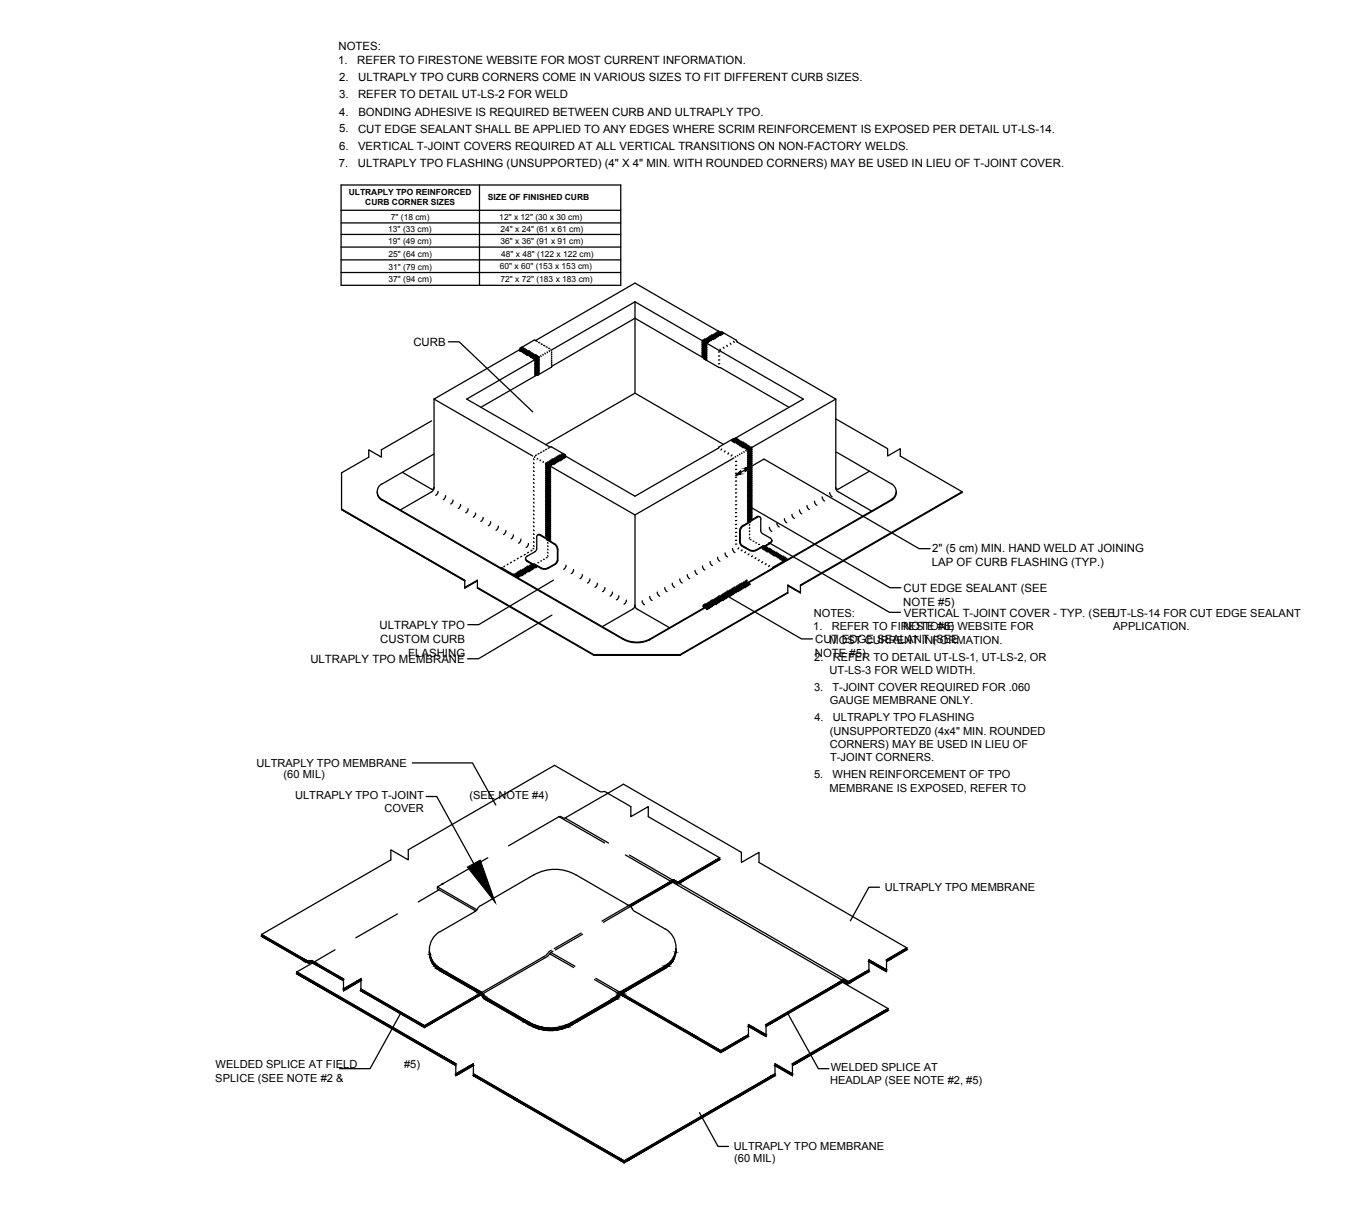 NOTES:
1. REFER TO FIRESTONE WEBSITE FOR MOST CURRENT INFORMATION.
2. ULTRAPLY TPO CURB CORNERS COME IN VARIOUS SIZES TO FIT DIFFERENT CURB SIZES.
3. REFER TO DETAIL UT-LS-2 FOR WELD
4. BONDING ADHESIVE IS REQUIRED BETWEEN CURB AND ULTRAPLY TPO.
5. CUT EDGE SEALANT SHALL BE APPLIED TO ANY EDGES WHERE SCRIM REINFORCEMENT IS EXPOSED PER DETAIL UT-LS-14.
6. VERTICAL T-JOINT COVERS REQUIRED AT ALL VERTICAL TRANSITIONS ON NON-FACTORY WELDS.
7. ULTRAPLY TPO FLASHING (UNSUPPORTED) (4" X 4" MIN. WITH ROUNDED CORNERS) MAY BE USED IN LIEU OF T-JOINT COVER.
ULTRAPLY TPO REINFORCED
CURB CORNER SIZES
SIZE OF FINISHED CURB
7" (18 cm) 12" x 12" (30 x 30 cm)
13" (33 cm) 24" x 24" (61 x 61 cm)
19" (49 cm) 36" x 36" (91 x 91 cm)
25" (64 cm) 48" x 48" (122 x 122 cm)
31" (79 cm) 60" x 60" (153 x 153 cm)
37" (94 cm) 72" x 72" (183 x 183 cm)
CURB
2" (5 cm) MIN. HAND WELD AT JOINING
LAP OF CURB FLASHING (TYP.)
CUT EDGE SEALANT (SEE
NOTE #5)
VERTICAL T-JOINT COVER - TYP. (SEE
NOTE #6)
CUT EDGE SEALANT (SEE
NOTE #5)
ULTRAPLY TPO
CUSTOM CURB
FLASHING
ULTRAPLY TPO MEMBRANE
NOTES:
1. REFER TO FIRESTONE WEBSITE FOR
MOST CURRENT INFORMATION.
2. REFER TO DETAIL UT-LS-1, UT-LS-2, OR
UT-LS-3 FOR WELD WIDTH.
3. T-JOINT COVER REQUIRED FOR .060
GAUGE MEMBRANE ONLY.
4. ULTRAPLY TPO FLASHING
(UNSUPPORTEDZ0 (4x4" MIN. ROUNDED
CORNERS) MAY BE USED IN LIEU OF
T-JOINT CORNERS.
5. WHEN REINFORCEMENT OF TPO
MEMBRANE IS EXPOSED, REFER TO
UT-LS-14 FOR CUT EDGE SEALANT
APPLICATION.
ULTRAPLY TPO MEMBRANE
(60 MIL)
ULTRAPLY TPO T-JOINT
COVER
(SEE NOTE #4)
ULTRAPLY TPO MEMBRANE
WELDED SPLICE AT FIELD
SPLICE (SEE NOTE #2 &
#5)
WELDED SPLICE AT
HEADLAP (SEE NOTE #2, #5)
ULTRAPLY TPO MEMBRANE
(60 MIL)